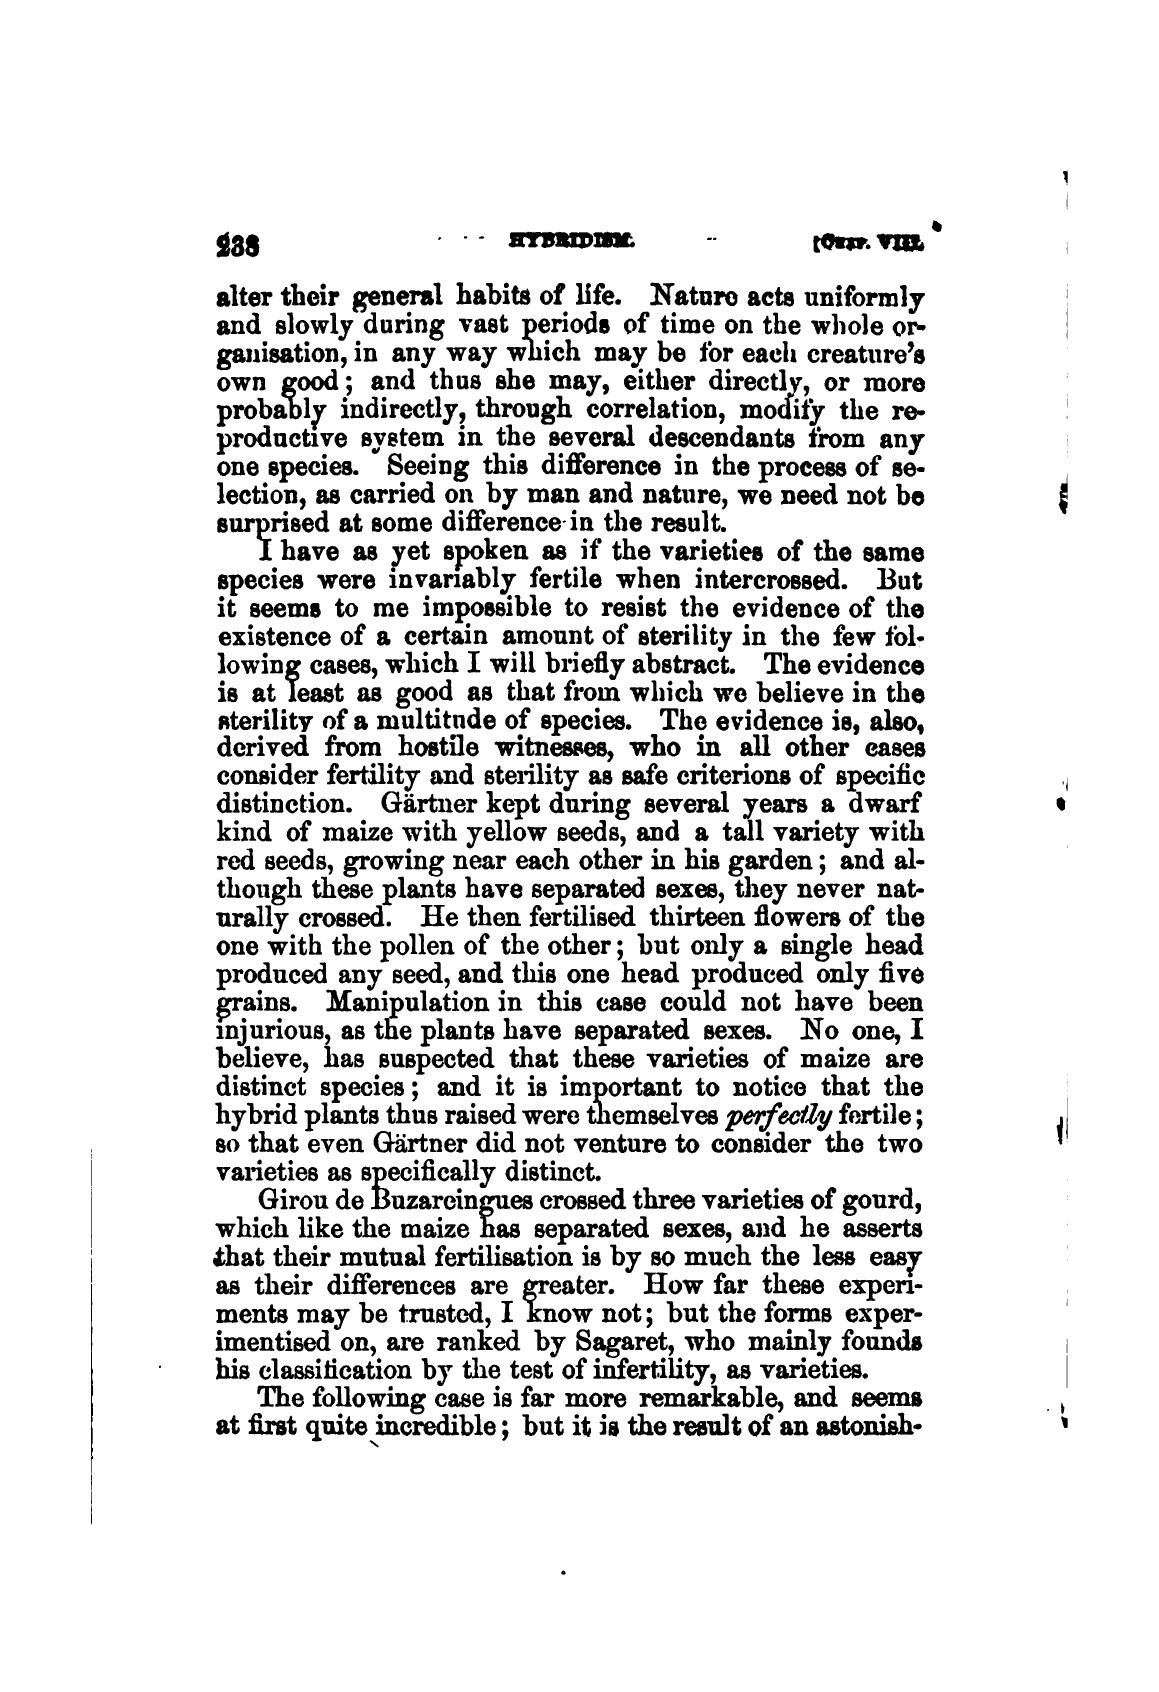 238 HYBRIDISM. [CHAP. VIII.
alter their general habits of life. Nature acts uniformly
and slowly during vast periods of time on the whole or-
ganisation, in any way which may be for each creature's
own good; and thus she may, either directly, or more
probably indirectly, through correlation, modify the re-
productive system in the several descendants from any
one species. Seeing this difference in the process of se-
lection, as carried on by man and nature, we need not be
surprised at some difference in the result.
I have as yet spoken as if the varieties of the same
species were invariably fertile when intercrossed. But
it seems to me impossible to resist the evidence of the
existence of a certain amount of sterility in the few fol-
lowing cases, which I will briefly abstract. The evidence
is at least as good as that from which we believe in the
sterility of a multitude of species. The evidence is, also,
derived from hostile witnesses, who in all other cases
consider fertility and sterility as safe criterions of specific
distinction. Gärtner kept during several years a dwarf
kind of maize with yellow seeds, and a tall variety with
red seeds, growing near each other in his garden; and al-
though these plants have separated sexes, they never nat-
urally crossed. He then fertilised thirteen flowers of the
one with the pollen of the other; but only a single head
produced any seed, and this one head produced only five
grains. Manipulation in this case could not have been
injurious, as the plants have separated sexes. No one, I
believe, has suspected that these varieties of maize are
distinct species; and it is important to notice that the
hybrid plants thus raised were themselves perfectly fertile;
so that even Gärtner did not venture to consider the two
varieties as specifically distinct.
Girou de Buzareingues crossed three varieties of gourd,
which like the maize has separated sexes, and he asserts
that their mutual fertilisation is by so much the less easy
as their differences are greater. How far these experi-
ments may be trusted, I know not; but the forms exper-
imentised on, are ranked by Sagaret, who mainly founds
his classification by the test of infertility, as varieties.
The following case is far more remarkable, and seems
at first quite incredible; but it is the result of an astonish-